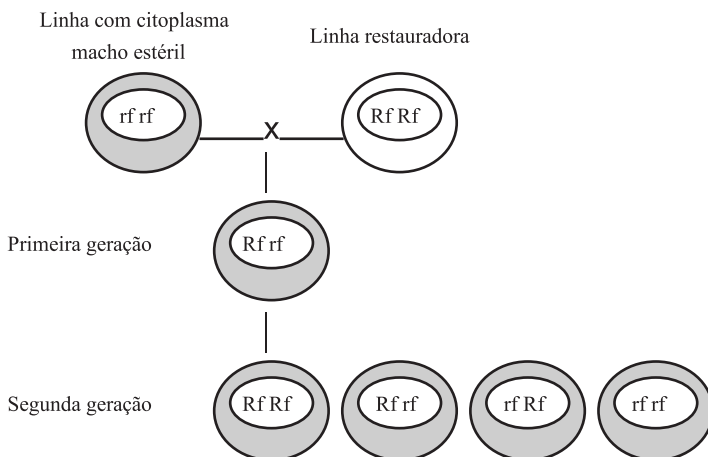 Linha com citoplasma
macho estéril
Linha restauradora
rf rf
Rf Rf
X
Primeira geração
Rf rf
Segunda geração
Rf Rf
Rf rf
rf Rf
rf rf